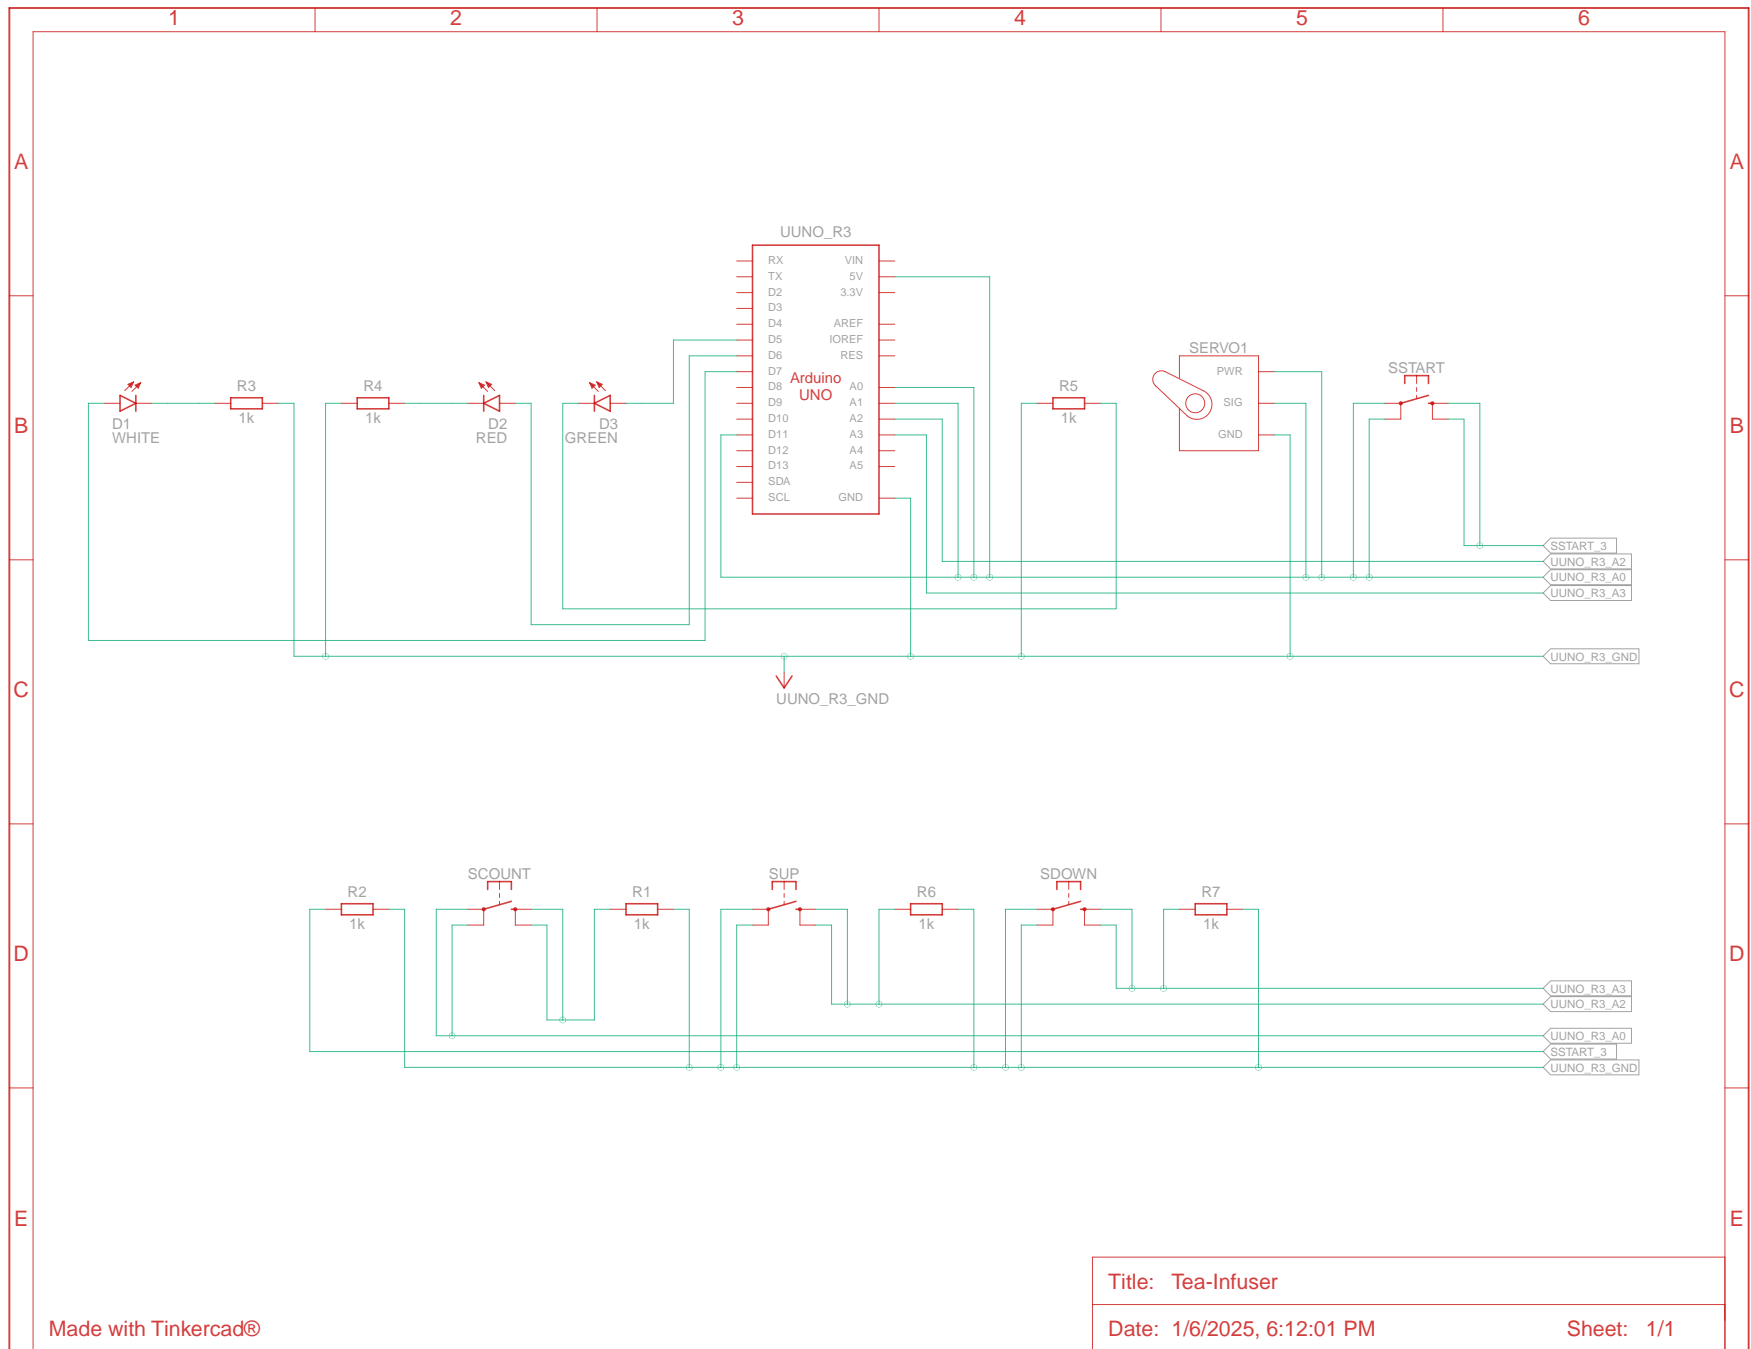 1 2 3 4 5 6
A A
UUNO_R3
RX VIN
TX 5V
D2 3.3V
D3
D4 AREF
D5 IOREF
D6 RES
D7
Arduino
UNO
D8 A0
D9 A1
D10 A2
D11 A3
D12 A4
D13 A5
SDA
SCL GND
SERVO1
PWR
SIG
GND
SSTART
R3
1k
R4
1k
R5
1k
B B
D1
WHITE
D2
RED
D3
GREEN
SSTART_3
UUNO_R3_A2
UUNO_R3_A0
UUNO_R3_A3
UUNO_R3_GND
C C
UUNO_R3_GND
R2
1k
SCOUNT
R1
1k
SUP
R6
1k
SDOWN
R7
1k
D D
UUNO_R3_A3
UUNO_R3_A2
UUNO_R3_A0
SSTART_3
UUNO_R3_GND
E E
Title: Tea-Infuser
Made with Tinkercad®
Date: 1/6/2025, 6:12:01 PM Sheet: 1/1